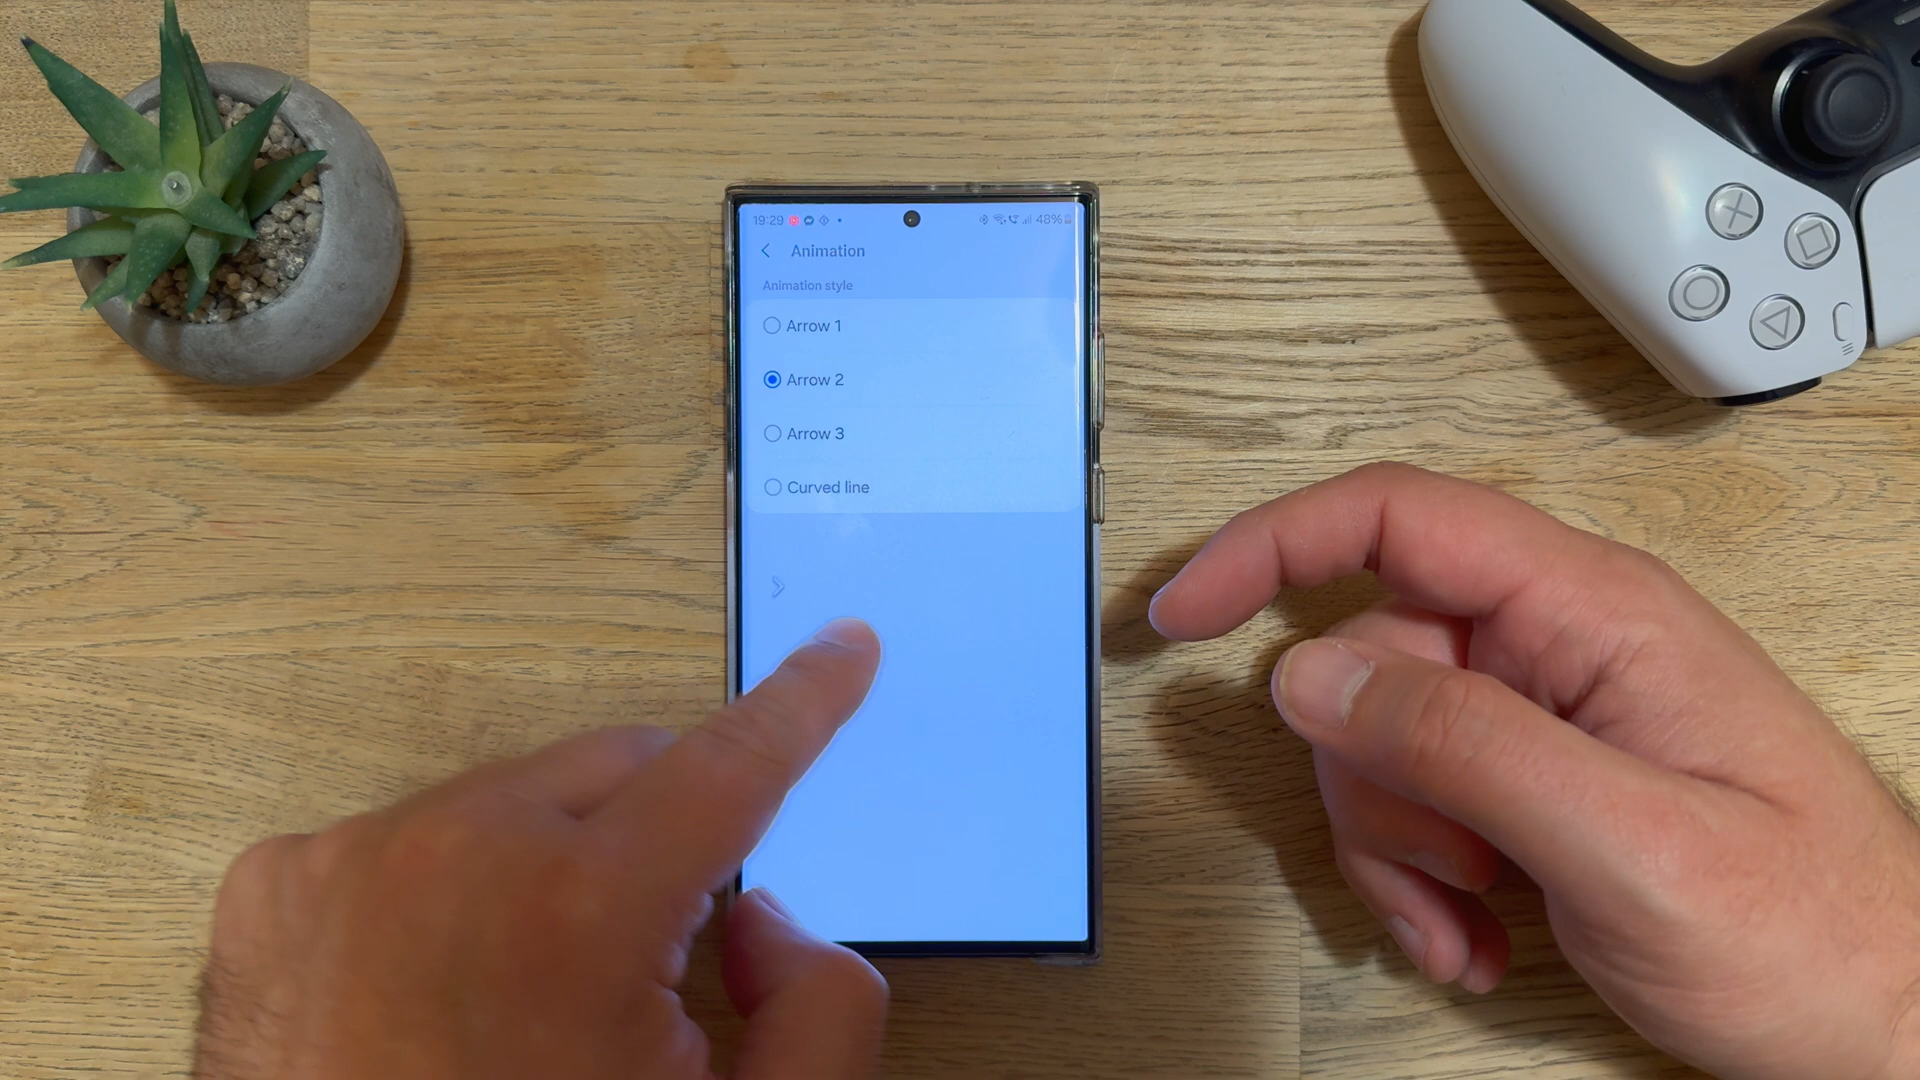 19:29 48%
Animation
Animation style
Arrow 1
Arrow 2
Arrow 3
Curved line